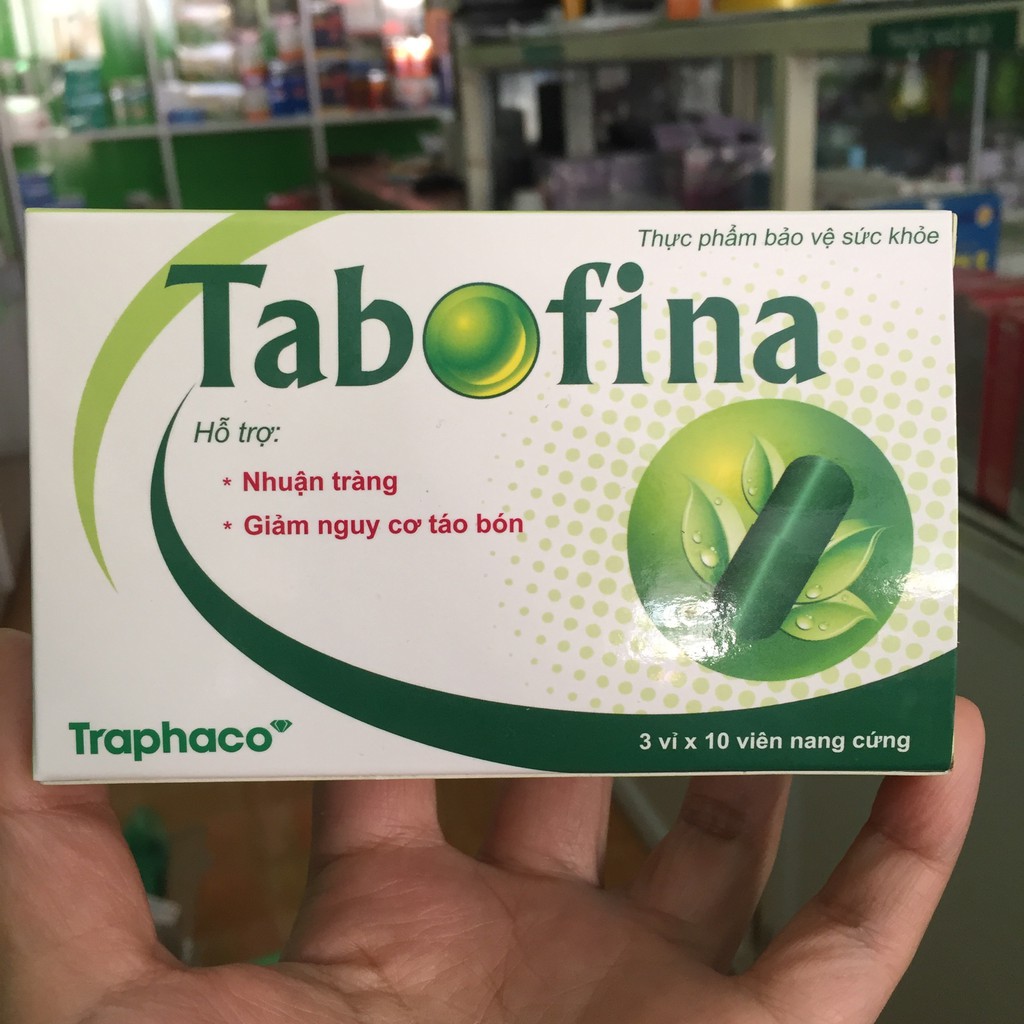 Thực phẩm bảo vệ sức khỏe
Tabofina
Hỗ trợ:
* Nhuận tràng
* Giảm nguy cơ táo bón
Traphaco
3 vỉ x 10 viên nang cứng